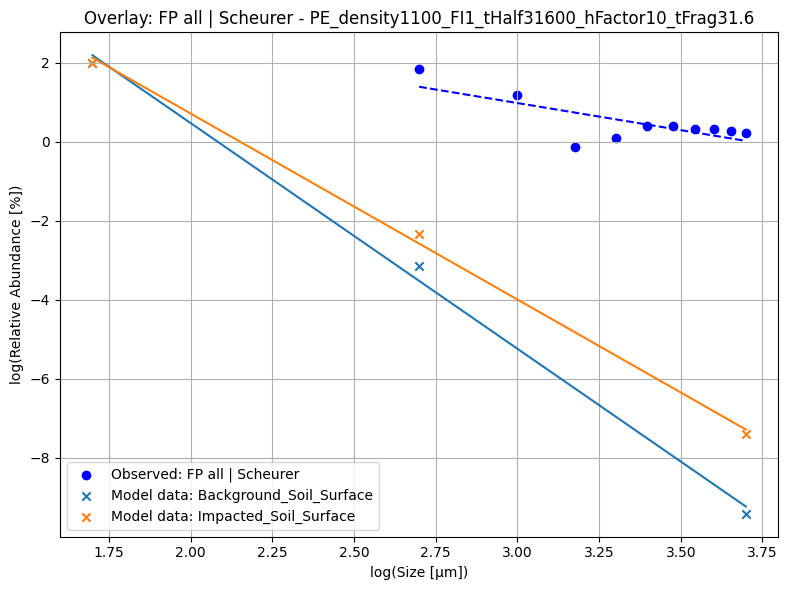 Overlay: FP all | Scheurer - PE_density1100_FI1_tHalf31600_hFactor10_tFrag31.6
log(Relative Abundance [%])
2
0
−2
−4
−6
−8
Observed: FP all | Scheurer
Model data: Background_Soil_Surface
Model data: Impacted_Soil_Surface
1.75
2.00
2.25
2.50
2.75
3.00
3.25
3.50
3.75
log(Size [μm])